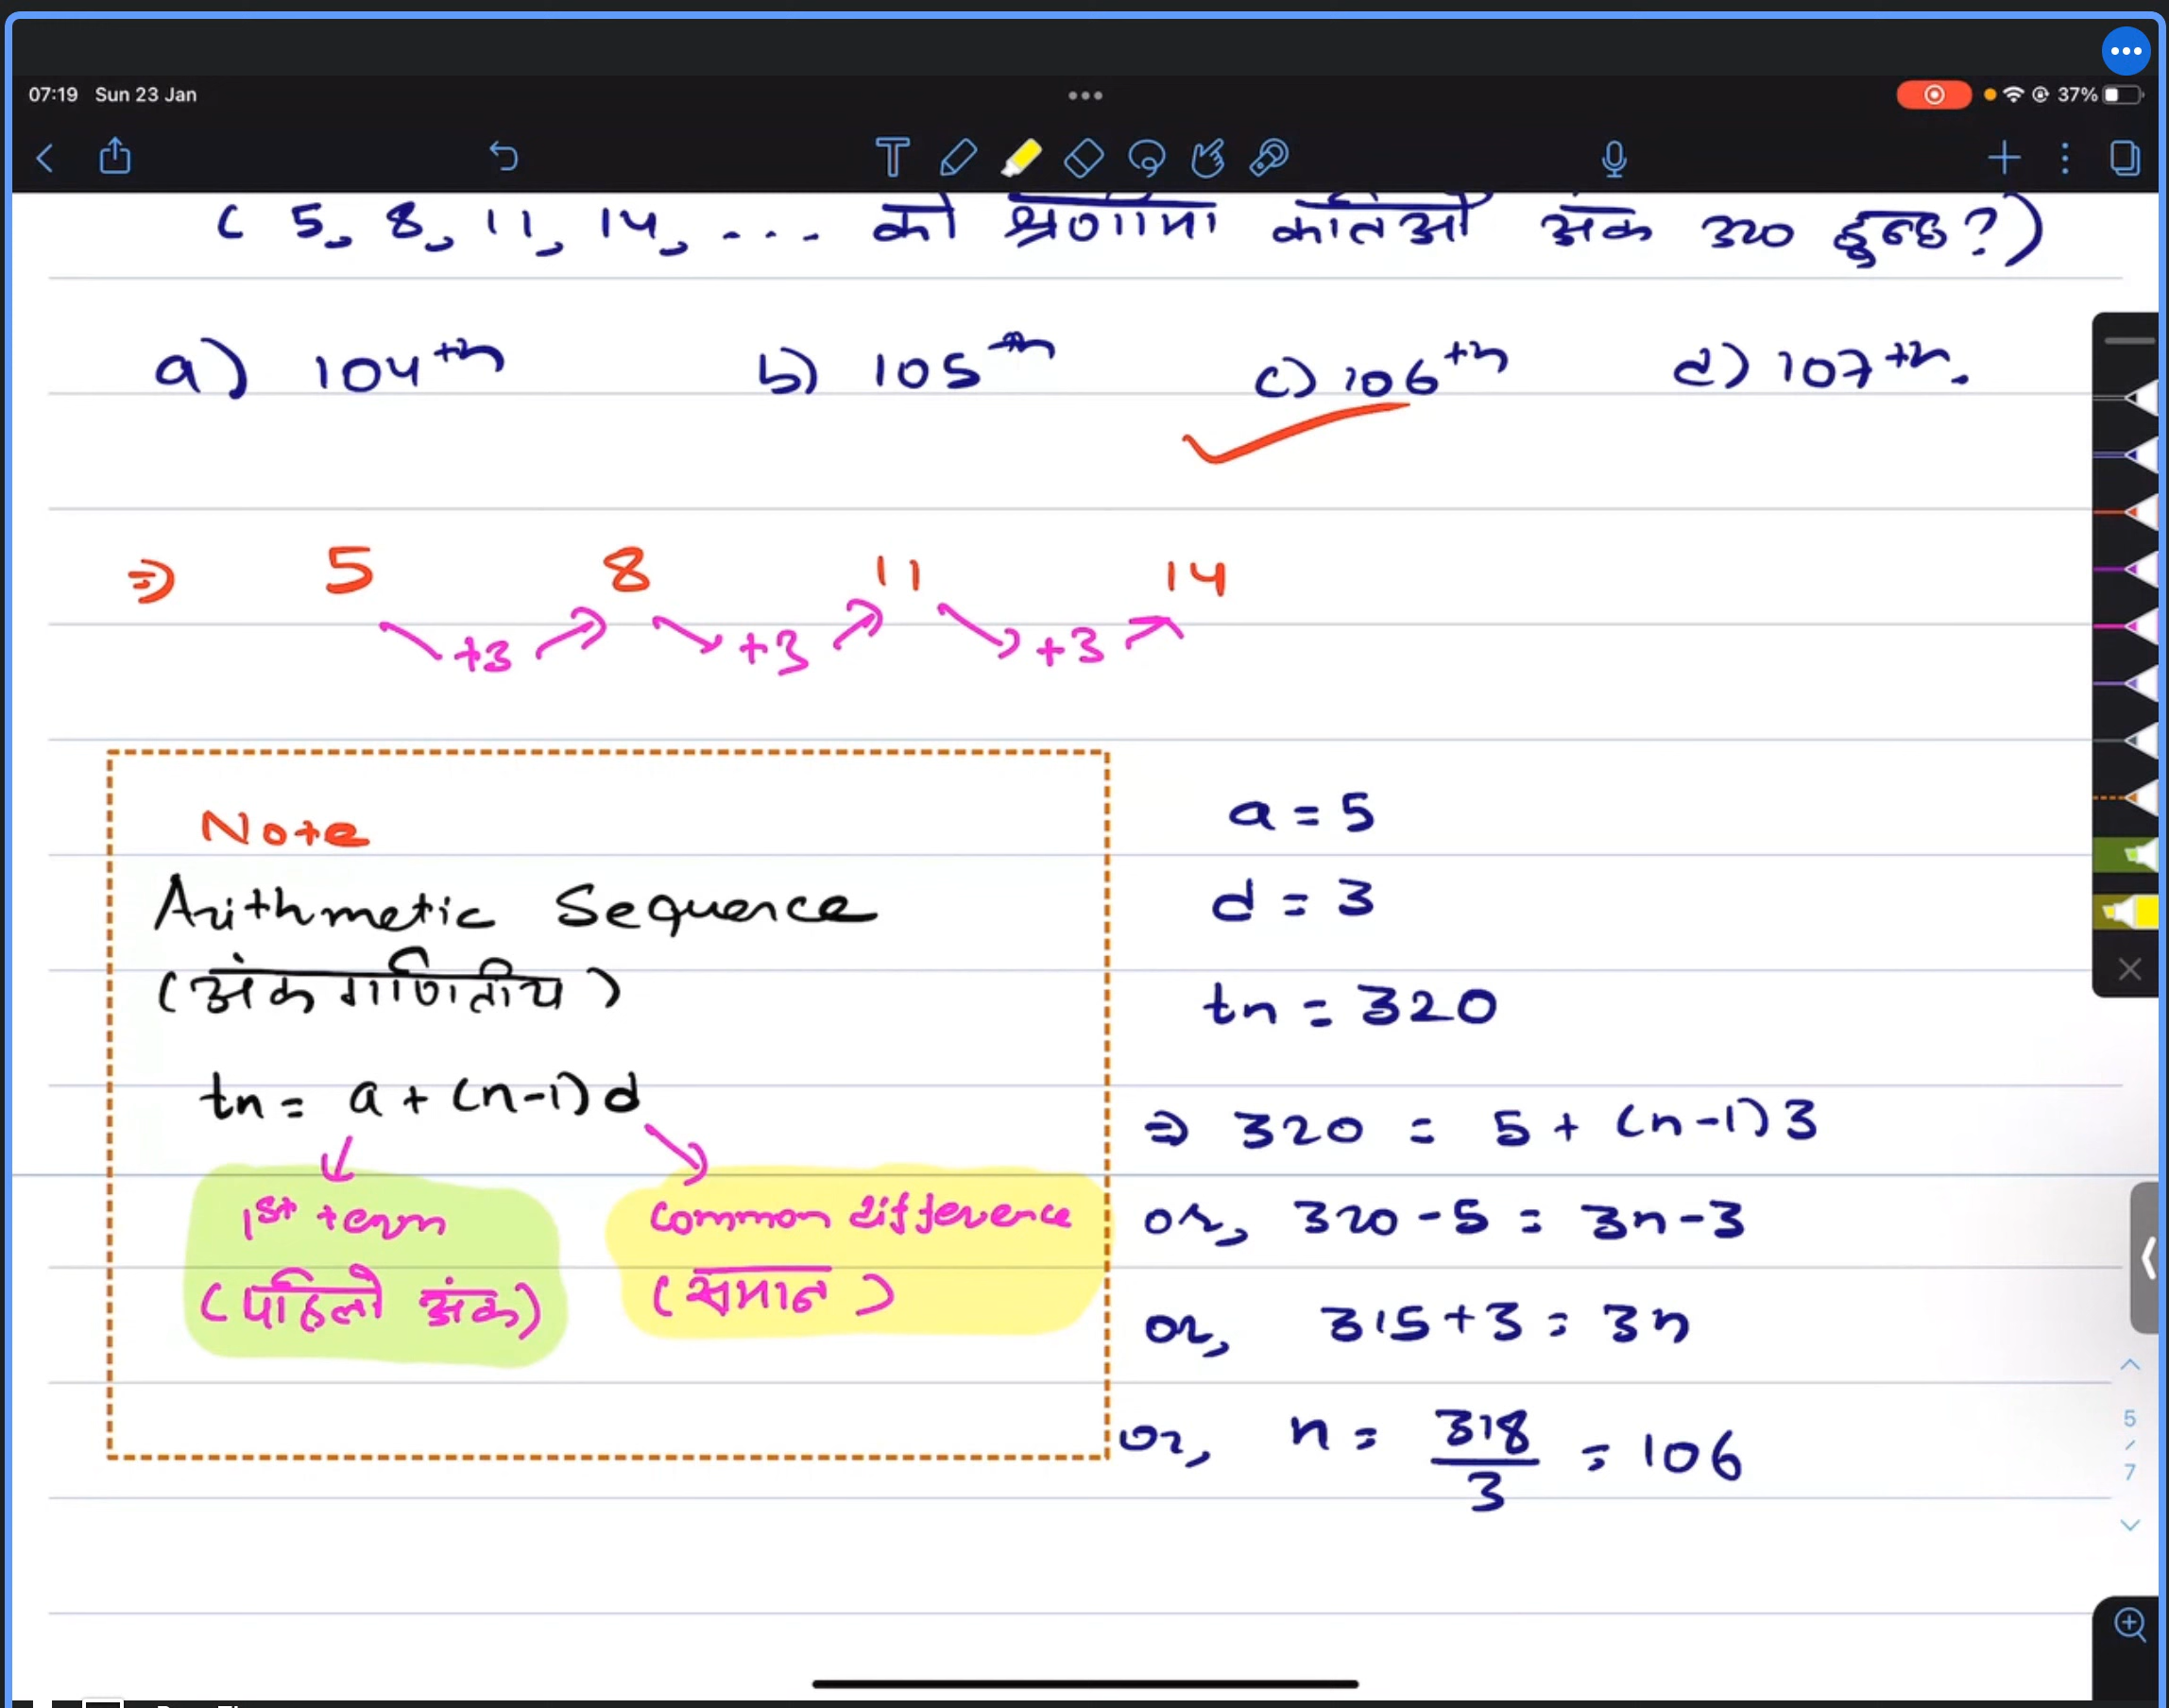 07:19 Sun 23 Jan
37%
( 5, 8, 11, 14, ... को श्रेणीमा कतिऔ अंक 320 हुन्छ?)
a) 104th b) 105th c) 106th d) 107th.
⇒ 5 8 11 14
+3 +3 +3
Note
Arithmetic Sequence
(अंक गणितीय)
tn = a + (n-1)d
1st term
(पहिलो अंक)
common difference
(समान)
a = 5
d = 3
tn = 320
⇒ 320 = 5 + (n-1)3
or, 320 - 5 = 3n - 3
or, 315 + 3 = 3n
or, n = 318/3 = 106
5
/
7